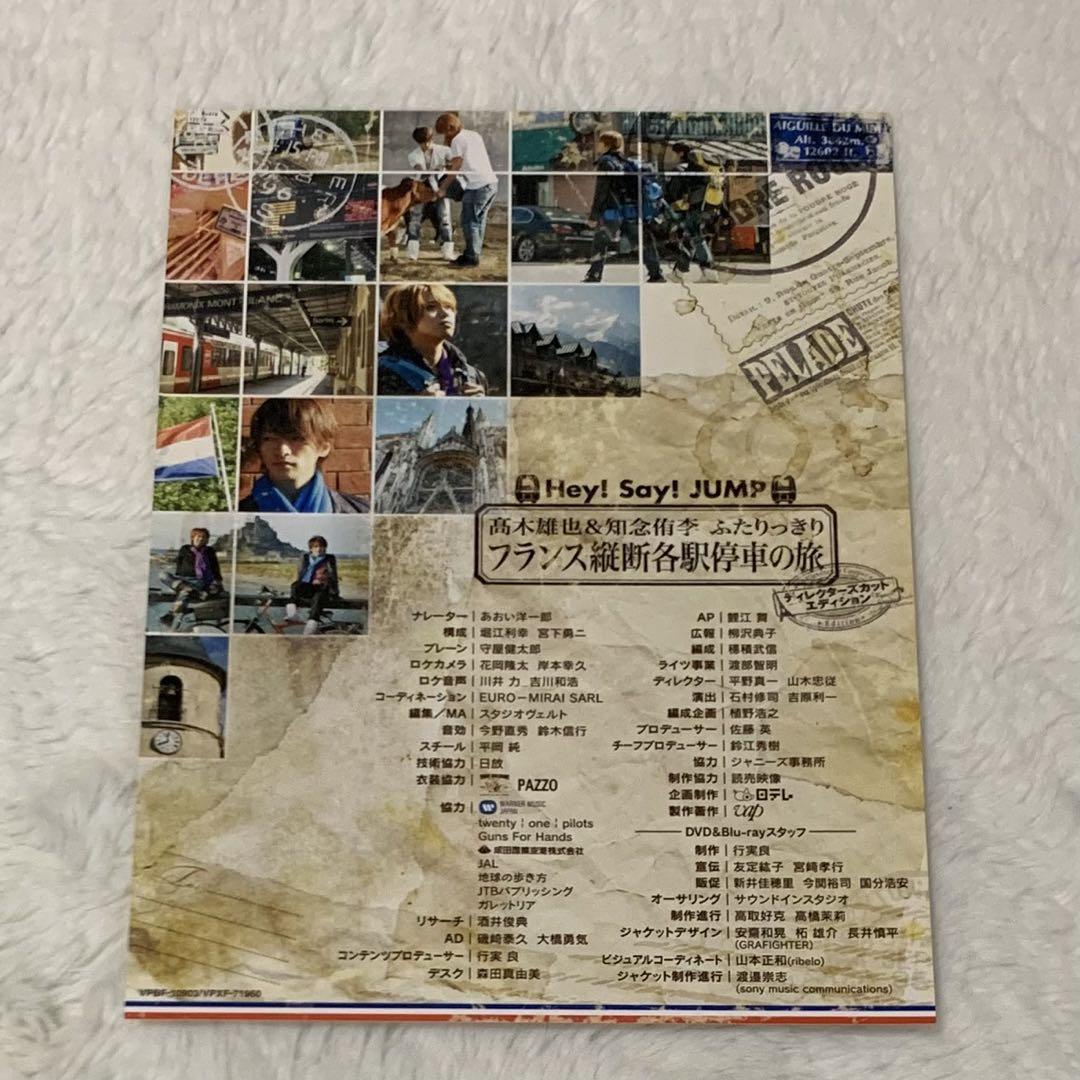 AIGUILLE DU MIDI
Alt. 3842m.
12602 ft.
CHAMONIX MONT BLANC
Sortie
PELADE
Hey! Say! JUMP
髙木雄也&知念侑李 ふたりっきり
フランス縦断各駅停車の旅
ディレクターズカット
エディション
ナレーター|あおい洋一郎
構成|堀江利幸 宮下勇二
ブレーン|守屋健太郎
ロケカメラ|花岡隆太 岸本幸久
ロケ音声|川井 力 吉川和浩
コーディネーション|EURO-MIRAI SARL
編集/MA|スタジオヴェルト
音効|今野直秀 鈴木信行
スチール|平岡 純
技術協力|日放
衣装協力| PAZZO
協力|WARNER MUSIC JAPAN
twenty | one | pilots
Guns For Hands
成田国際空港株式会社
JAL
地球の歩き方
JTBパブリッシング
ガレットリア
リサーチ|酒井俊典
AD|磯崎泰久 大橋勇気
コンテンツプロデューサー|行実 良
デスク|森田真由美
AP|鯉江 賀
広報|柳沢典子
編成|穂積武信
ライツ事業|渡部智明
ディレクター|平野真一 山木忠従
演出|石村修司 吉原利一
編成企画|植野浩之
プロデューサー|佐藤 英
チーフプロデューサー|鈴江秀樹
協力|ジャニーズ事務所
制作協力|読売映像
企画制作|日テレ
製作著作|vap
DVD&Blu-rayスタッフ
制作|行実良
宣伝|友定紘子 宮﨑孝行
販促|新井佳穂里 今関裕司 国分浩安
オーサリング|サウンドインスタジオ
制作進行|高取好克 高橋茉莉
ジャケットデザイン|安齋和晃 柘 雄介 長井慎平
(GRAFIGHTER)
ビジュアルコーディネート|山本正和(ribelo)
ジャケット制作進行|渡邉崇志
(sony music communications)